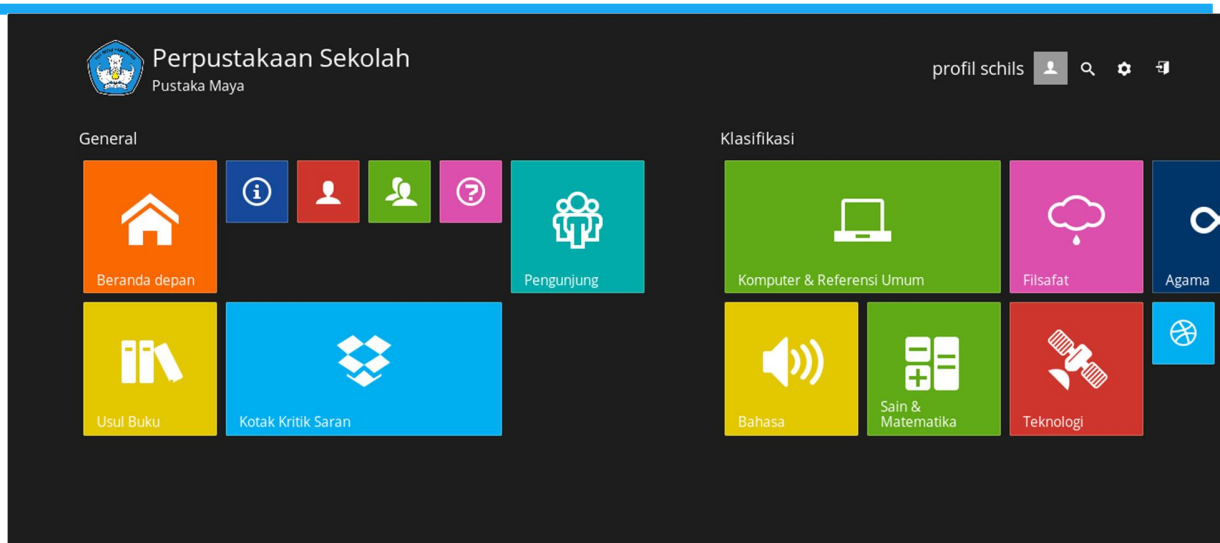 Perpustakaan Sekolah
Pustaka Maya
profil schils
General
Klasifikasi
Beranda depan
Pengunjung
Komputer & Referensi Umum
Filsafat
Agama
Usul Buku
Kotak Kritik Saran
Bahasa
Sain &
Matematika
Teknologi